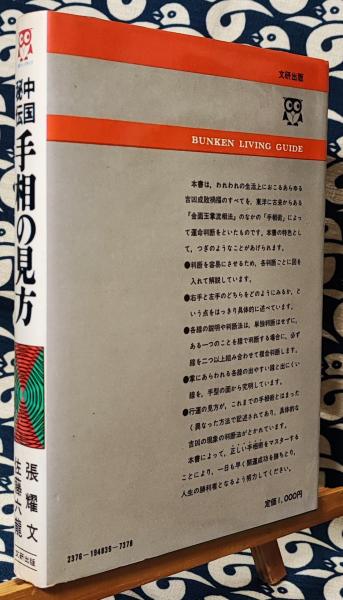 中国
秘伝
手相の見方
張耀文
佐藤六龍
文研出版
文研出版
BUNKEN LIVING GUIDE
本書は,われわれの生活上におこるあらゆる
吉凶成敗禍福のすべてを,東洋に古来からある
「金面玉掌流相法」のなかの「手相術」によっ
て運命判断をといたものです。本書の特色とし
て,つぎのようなことがあげられます。
●判断を容易にさせるため,各判断ごとに図を
入れて解説しています。
●右手と左手のどちらをどのようにみるか,と
いう点をはっきり具体的に述べています。
●各線の説明や判断法は,単独判断はせずに,
ある一つのことを線で判断する場合に,必ず
線を二つ以上組み合わせて複合判断します。
●掌にあらわれる各線の出やすい線と出にくい
線を,手型の面から究明しています。
●行運の見方が,これまでの手相術とはまった
く異なった方法で記述されてあり,具体的な
吉凶の現象の判断法がとかれています。
本書によって,正しい手相術をマスターする
ことにより,一日も早く開運成功を勝ちとり,
人生の勝利者となるよう努力してください。
定価1,000円
2376-194839-7378